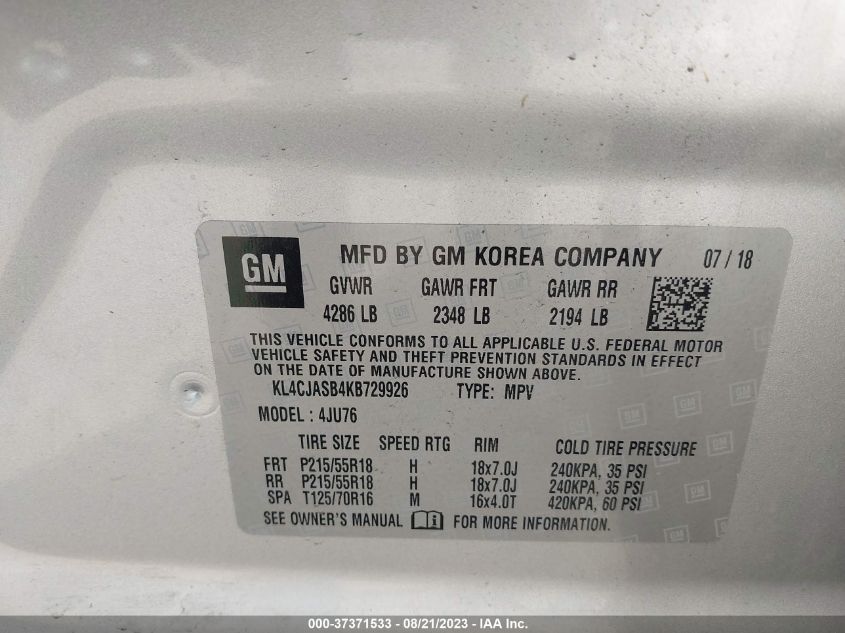 GM MFD BY GM KOREA COMPANY 07 / 18
GVWR GAWR FRT GAWR RR
4286 LB 2348 LB 2194 LB
THIS VEHICLE CONFORMS TO ALL APPLICABLE U.S. FEDERAL MOTOR
VEHICLE SAFETY AND THEFT PREVENTION STANDARDS IN EFFECT
ON THE DATE OF MANUFACTURE SHOWN ABOVE.
KL4CJASB4KB729926 TYPE: MPV
MODEL : 4JU76
TIRE SIZE SPEED RTG RIM COLD TIRE PRESSURE
FRT P215/55R18 H 18x7.0J 240KPA, 35 PSI
RR P215/55R18 H 18x7.0J 240KPA, 35 PSI
SPA T125/70R16 M 16x4.0T 420KPA, 60 PSI
SEE OWNER'S MANUAL FOR MORE INFORMATION.
000-37371533 - 08/21/2023 - IAA Inc.